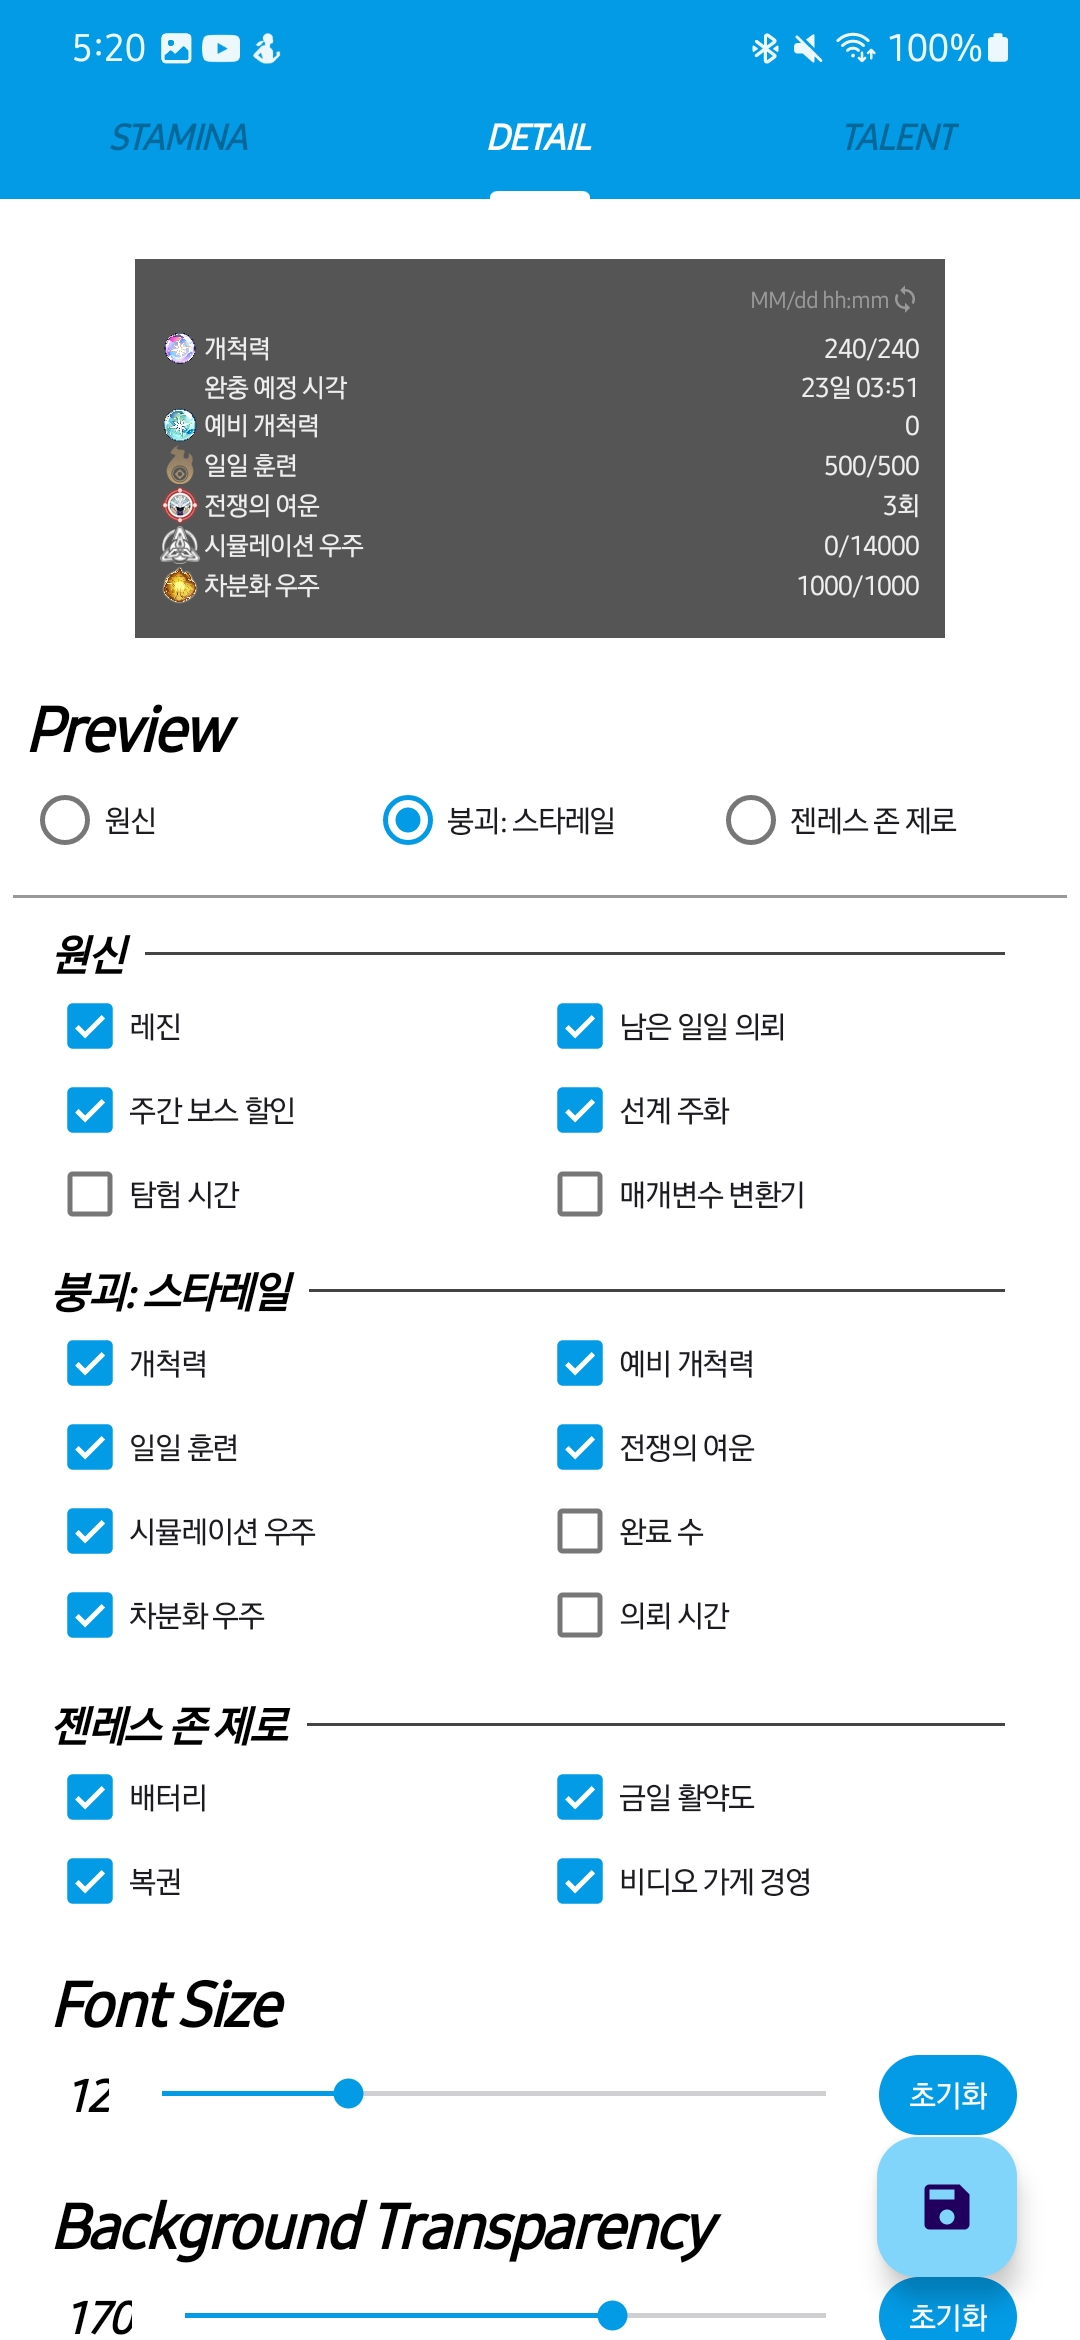 5:20 100%
STAMINA DETAIL TALENT
MM/dd hh:mm
개척력 240/240
완충 예정 시각 23일 03:51
예비 개척력 0
일일 훈련 500/500
전쟁의 여운 3회
시뮬레이션 우주 0/14000
차분화 우주 1000/1000
Preview
원신 붕괴: 스타레일 젠레스 존 제로
원신
레진 남은 일일 의뢰
주간 보스 할인 선계 주화
탐험 시간 매개변수 변환기
붕괴: 스타레일
개척력 예비 개척력
일일 훈련 전쟁의 여운
시뮬레이션 우주 완료 수
차분화 우주 의뢰 시간
젠레스 존 제로
배터리 금일 활약도
복권 비디오 가게 경영
Font Size
12 초기화
Background Transparency
170 초기화